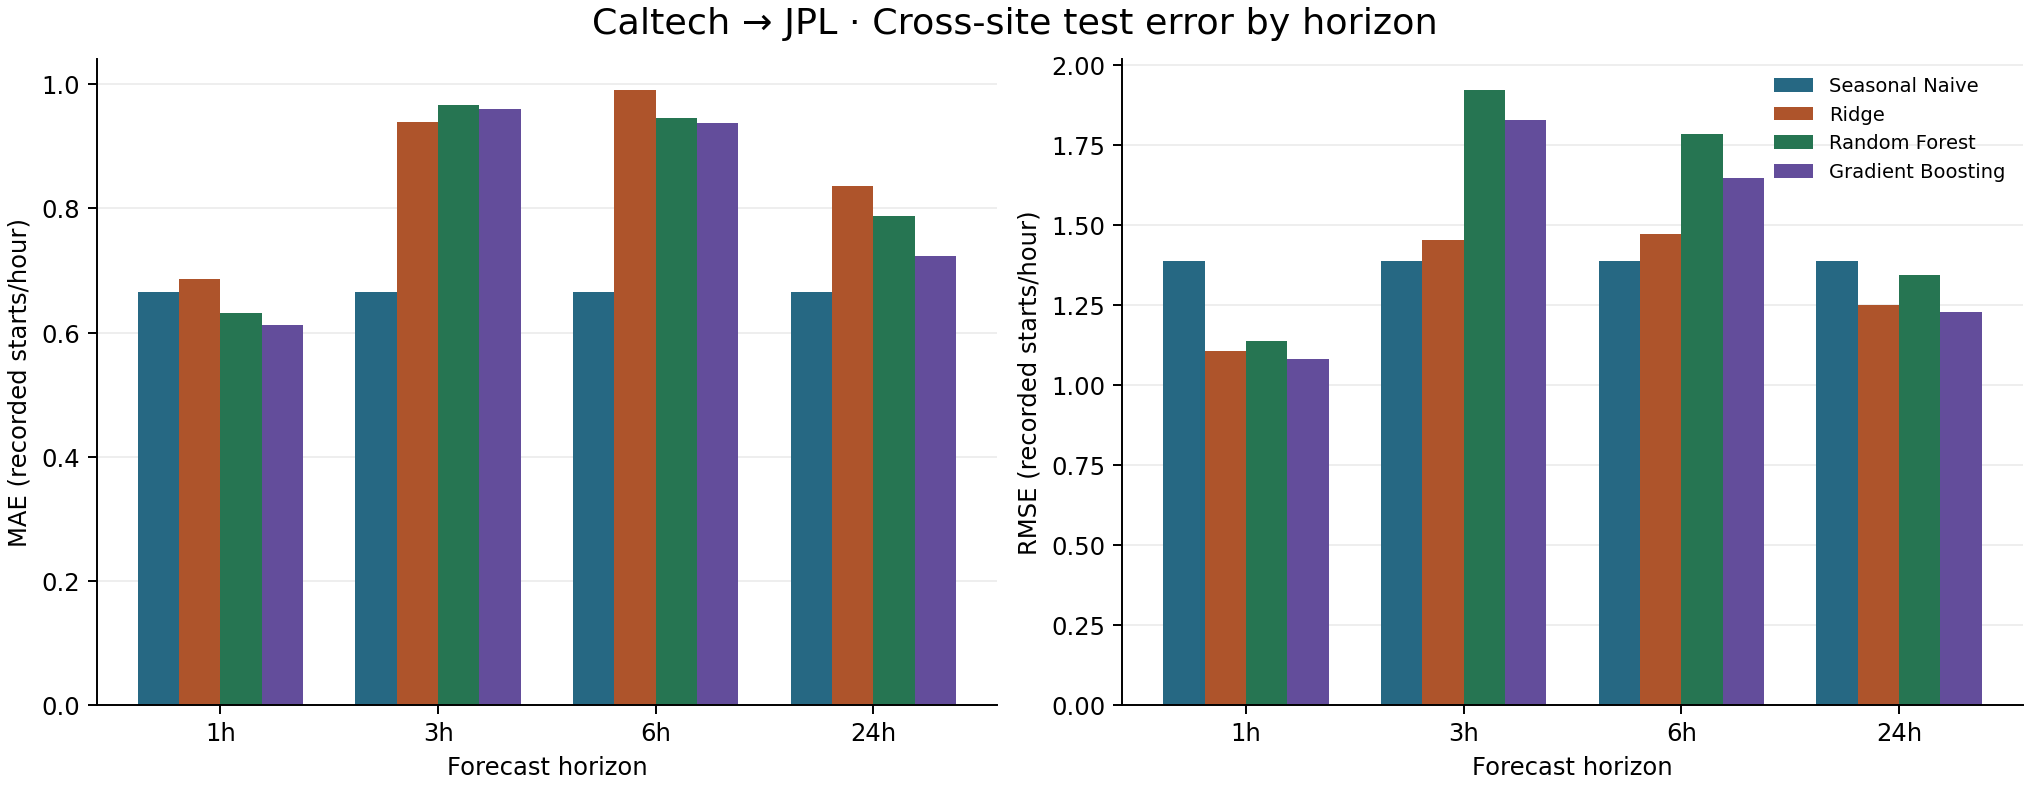 Caltech → JPL · Cross-site test error by horizon
MAE (recorded starts/hour)
1.0
0.8
0.6
0.4
0.2
0.0
1h 3h 6h 24h
Forecast horizon
RMSE (recorded starts/hour)
2.00
1.75
1.50
1.25
1.00
0.75
0.50
0.25
0.00
1h 3h 6h 24h
Forecast horizon
Seasonal Naive
Ridge
Random Forest
Gradient Boosting